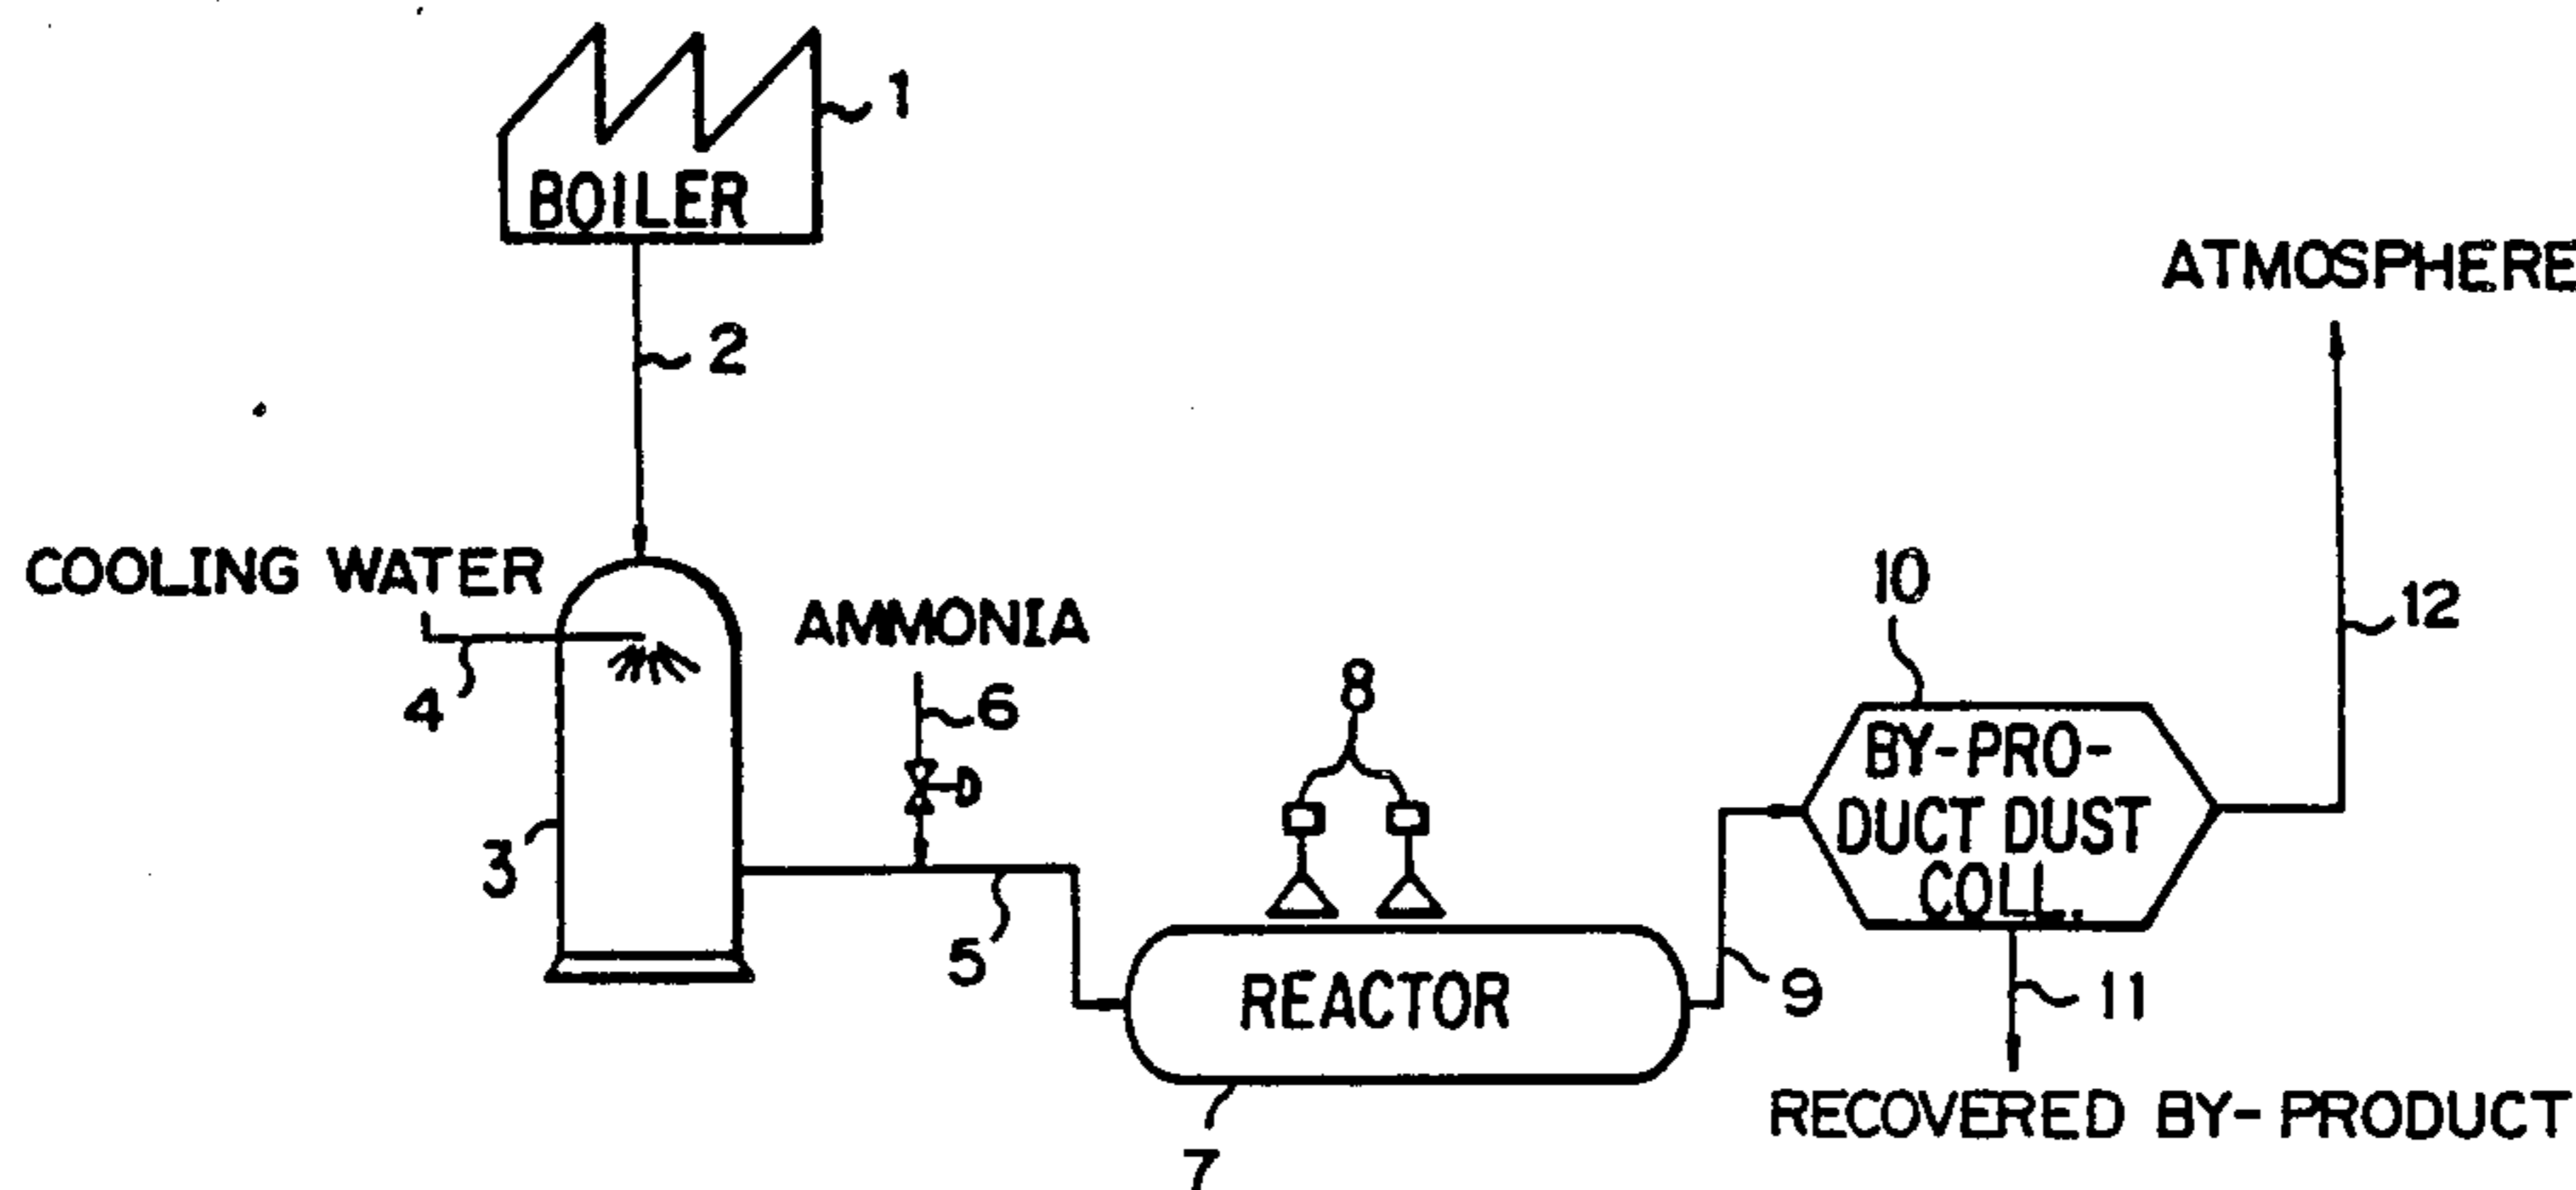 1
BOILER
2
ATMOSPHERE
COOLING WATER
4
3
AMMONIA
6
5
8
REACTOR
7
9
10
BY-PRO-
DUCT DUST
COLL.
12
11
RECOVERED BY-PRODUCT